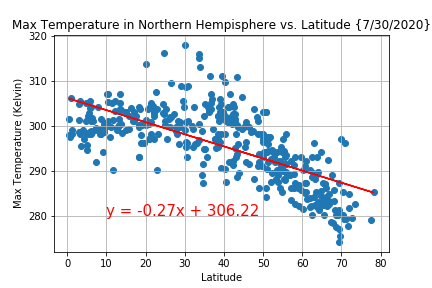 Max Temperature in Northern Hempisphere vs. Latitude {7/30/2020}
Max Temperature (Kelvin)
320
310
300
290
280
y = -0.27x + 306.22
0 10 20 30 40 50 60 70 80
Latitude